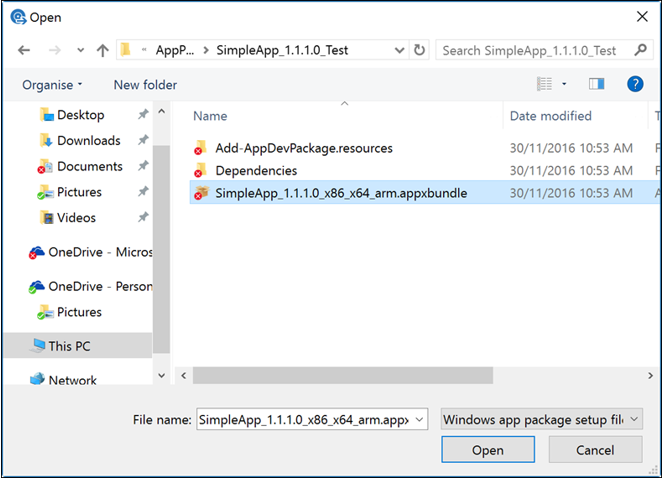 Open
AppP... > SimpleApp_1.1.1.0_Test
Search SimpleApp_1.1.1.0_Test
Organise
New folder
?
Desktop
Downloads
Documents
Pictures
Videos
OneDrive - Micros
OneDrive - Person
Pictures
This PC
Network
Name
Date modified
T
Add-AppDevPackage.resources
30/11/2016 10:53 AM
F
Dependencies
30/11/2016 10:53 AM
F
SimpleApp_1.1.1.0_x86_x64_arm.appxbundle
30/11/2016 10:53 AM
A
File name:
SimpleApp_1.1.1.0_x86_x64_arm.appx
Windows app package setup file
Open
Cancel